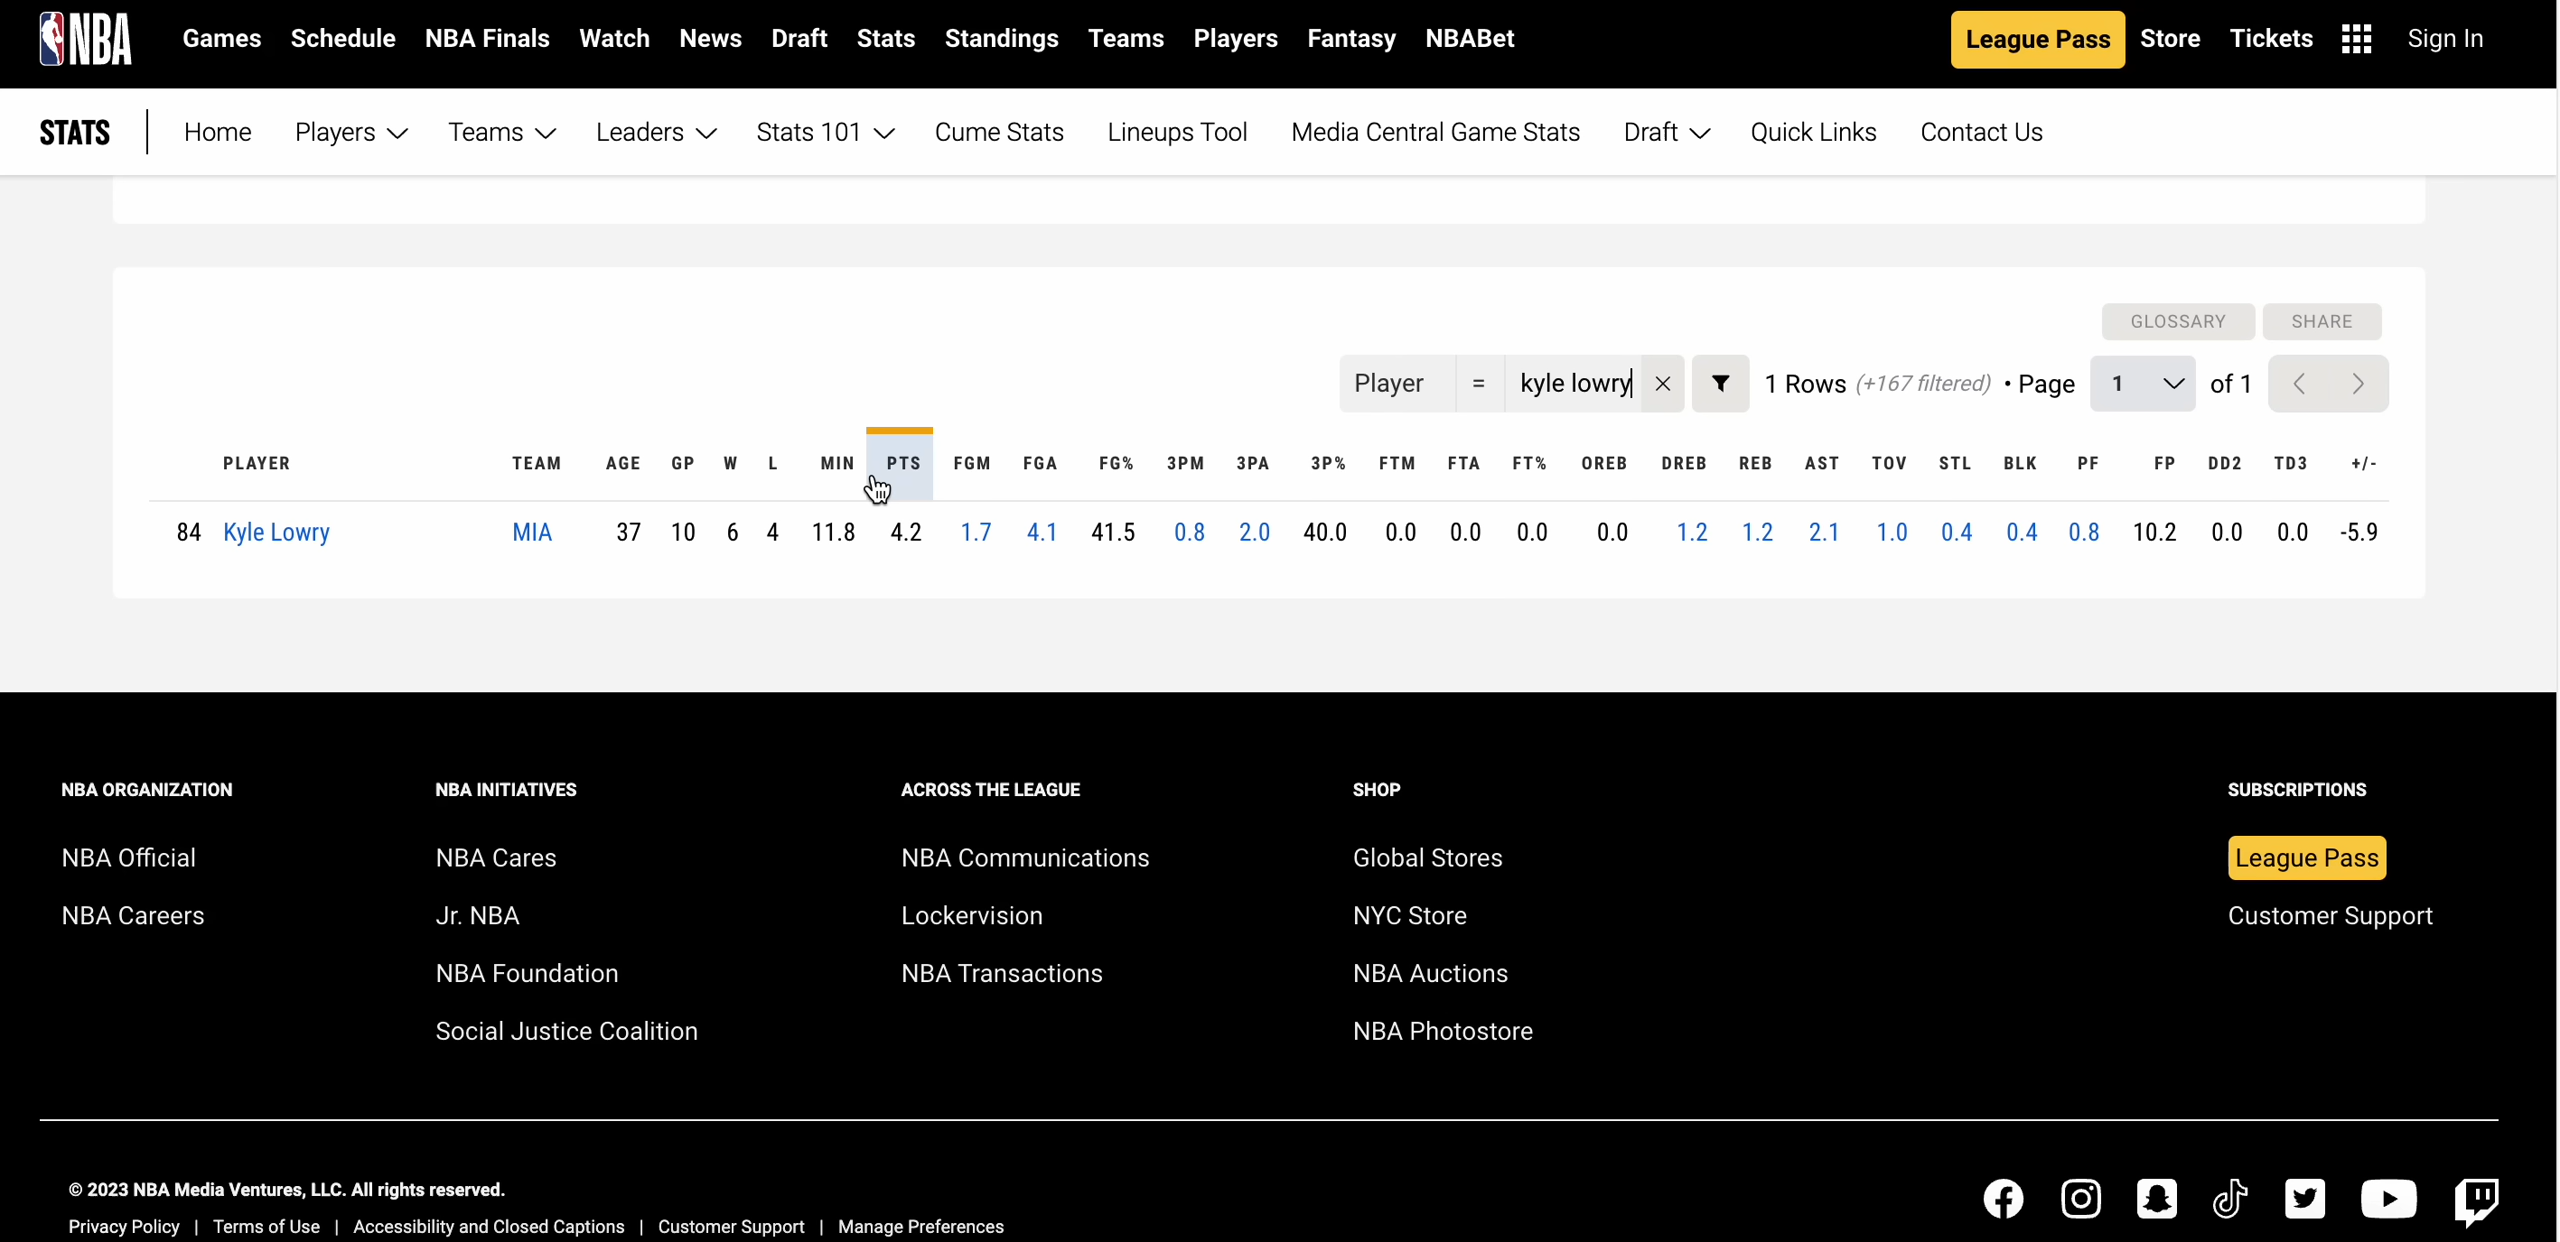 NBA Games Schedule NBA Finals Watch News Draft Stats Standings Teams Players Fantasy NBABet League Pass Store Tickets Sign In
STATS Home Players Teams Leaders Stats 101 Cume Stats Lineups Tool Media Central Game Stats Draft Quick Links Contact Us
GLOSSARY SHARE
Player = kyle lowry 1 Rows (+167 filtered) • Page 1 of 1
PLAYER TEAM AGE GP W L MIN PTS FGM FGA FG% 3PM 3PA 3P% FTM FTA FT% OREB DREB REB AST TOV STL BLK PF FP DD2 TD3 +/-
84 Kyle Lowry MIA 37 10 6 4 11.8 4.2 1.7 4.1 41.5 0.8 2.0 40.0 0.0 0.0 0.0 0.0 1.2 1.2 2.1 1.0 0.4 0.4 0.8 10.2 0.0 0.0 -5.9
NBA ORGANIZATION
NBA Official
NBA Careers
NBA INITIATIVES
NBA Cares
Jr. NBA
NBA Foundation
Social Justice Coalition
ACROSS THE LEAGUE
NBA Communications
Lockervision
NBA Transactions
SHOP
Global Stores
NYC Store
NBA Auctions
NBA Photostore
SUBSCRIPTIONS
League Pass
Customer Support
© 2023 NBA Media Ventures, LLC. All rights reserved.
Privacy Policy | Terms of Use | Accessibility and Closed Captions | Customer Support | Manage Preferences